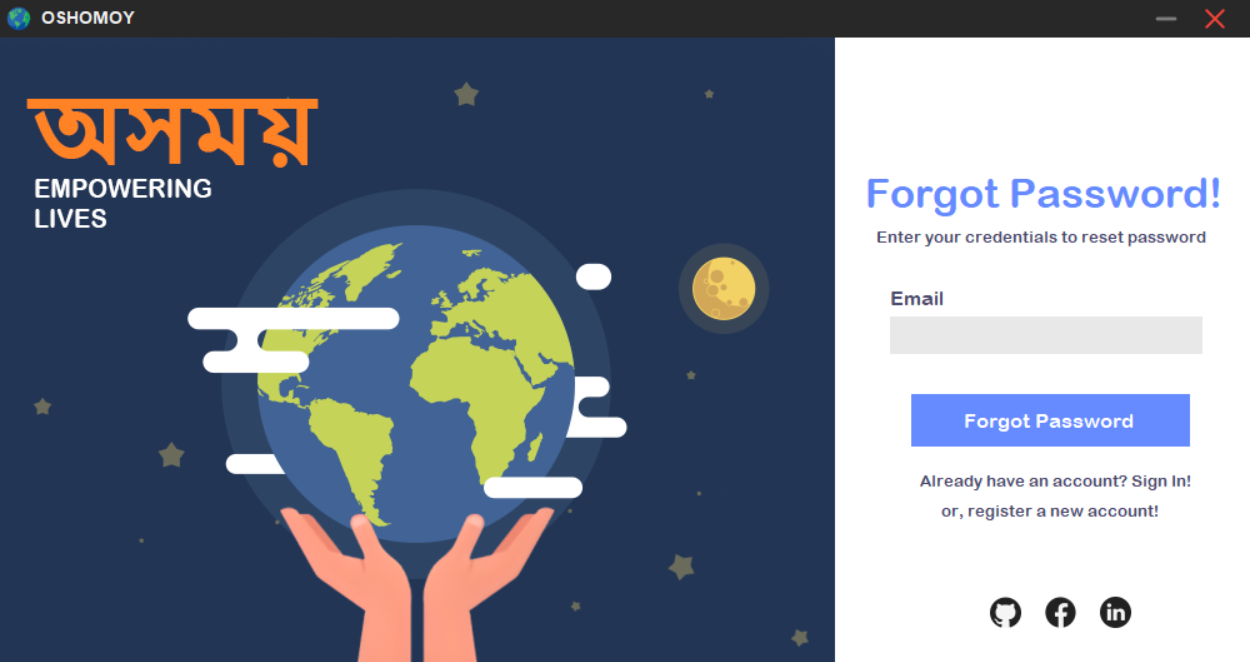 OSHOMOY
অসময়
EMPOWERING
LIVES
Forgot Password!
Enter your credentials to reset password
Email
Forgot Password
Already have an account? Sign In!
or, register a new account!
in